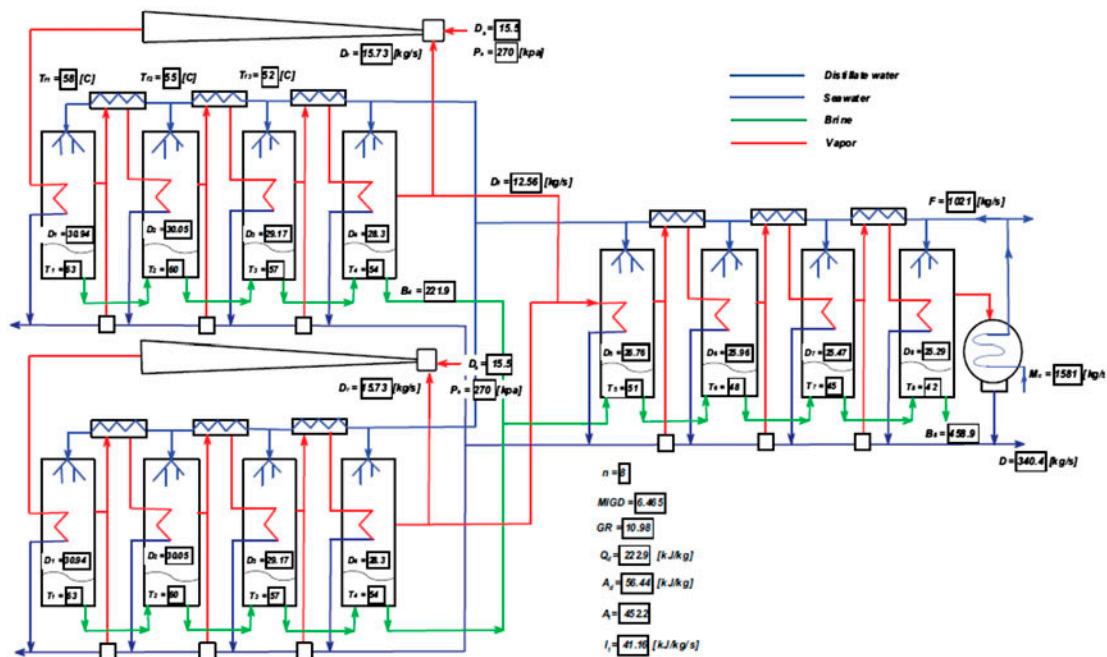 Ds = 15.5
Dr = 15.73 [kg/s]
Ps = 270 [kpa]
Tf1 = 58 [C]
Tf2 = 55 [C]
Tf3 = 52 [C]
Distillate water
Seawater
Brine
Vapor
D1 = 30.94
D2 = 30.05
D3 = 29.17
D4 = 28.3
T1 = 63
T2 = 60
T3 = 57
T4 = 54
= 12.56 [kg/s]
B4 = 221.9
F = 1021 [kg/s]
D5 = 26.76
D6 = 25.96
D7 = 25.47
D8 = 25.29
T5 = 51
T6 = 48
T7 = 45
T8 = 42
Mc = 1581 [kg/s
= 458.9
D = 340.4 [kg/s]
Ds = 15.5
Dr = 15.73 [kg/s]
Ps = 270 [kpa]
D1 = 30.94
D2 = 30.05
D3 = 29.17
D4 = 28.3
T1 = 63
T2 = 60
T3 = 57
T4 = 54
n = 8
MIGD = 6.465
GR = 10.98
Qd = 222.9 [kJ/kg]
Ad = 56.44 [kJ/kg]
At = 452.2
= 41.16 [kJ/kg/s]